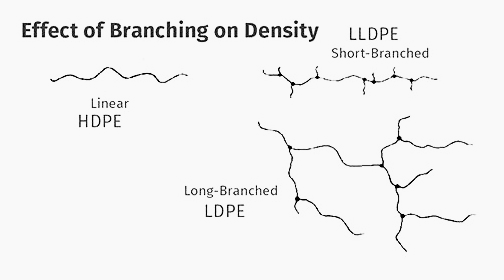 Effect of Branching on Density
LLDPE
Short-Branched
Linear
HDPE
Long-Branched
LDPE